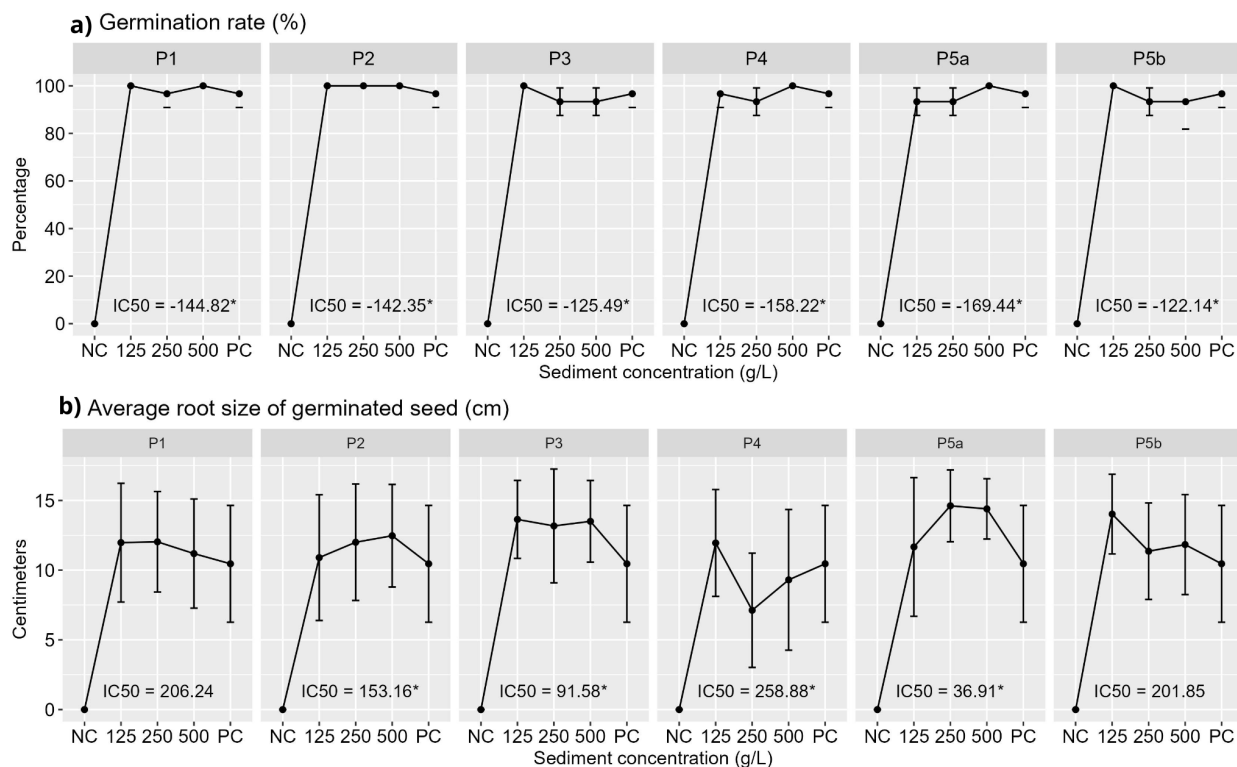 a) Germination rate (%)
P1 P2 P3 P4 P5a P5b
100
80
60
40
20
0
Percentage
IC50 = -144.82* IC50 = -142.35* IC50 = -125.49* IC50 = -158.22* IC50 = -169.44* IC50 = -122.14*
NC 125 250 500 PC NC 125 250 500 PC NC 125 250 500 PC NC 125 250 500 PC NC 125 250 500 PC NC 125 250 500 PC
Sediment concentration (g/L)
b) Average root size of germinated seed (cm)
P1 P2 P3 P4 P5a P5b
15
10
5
0
Centimeters
IC50 = 206.24 IC50 = 153.16* IC50 = 91.58* IC50 = 258.88* IC50 = 36.91* IC50 = 201.85
NC 125 250 500 PC NC 125 250 500 PC NC 125 250 500 PC NC 125 250 500 PC NC 125 250 500 PC NC 125 250 500 PC
Sediment concentration (g/L)